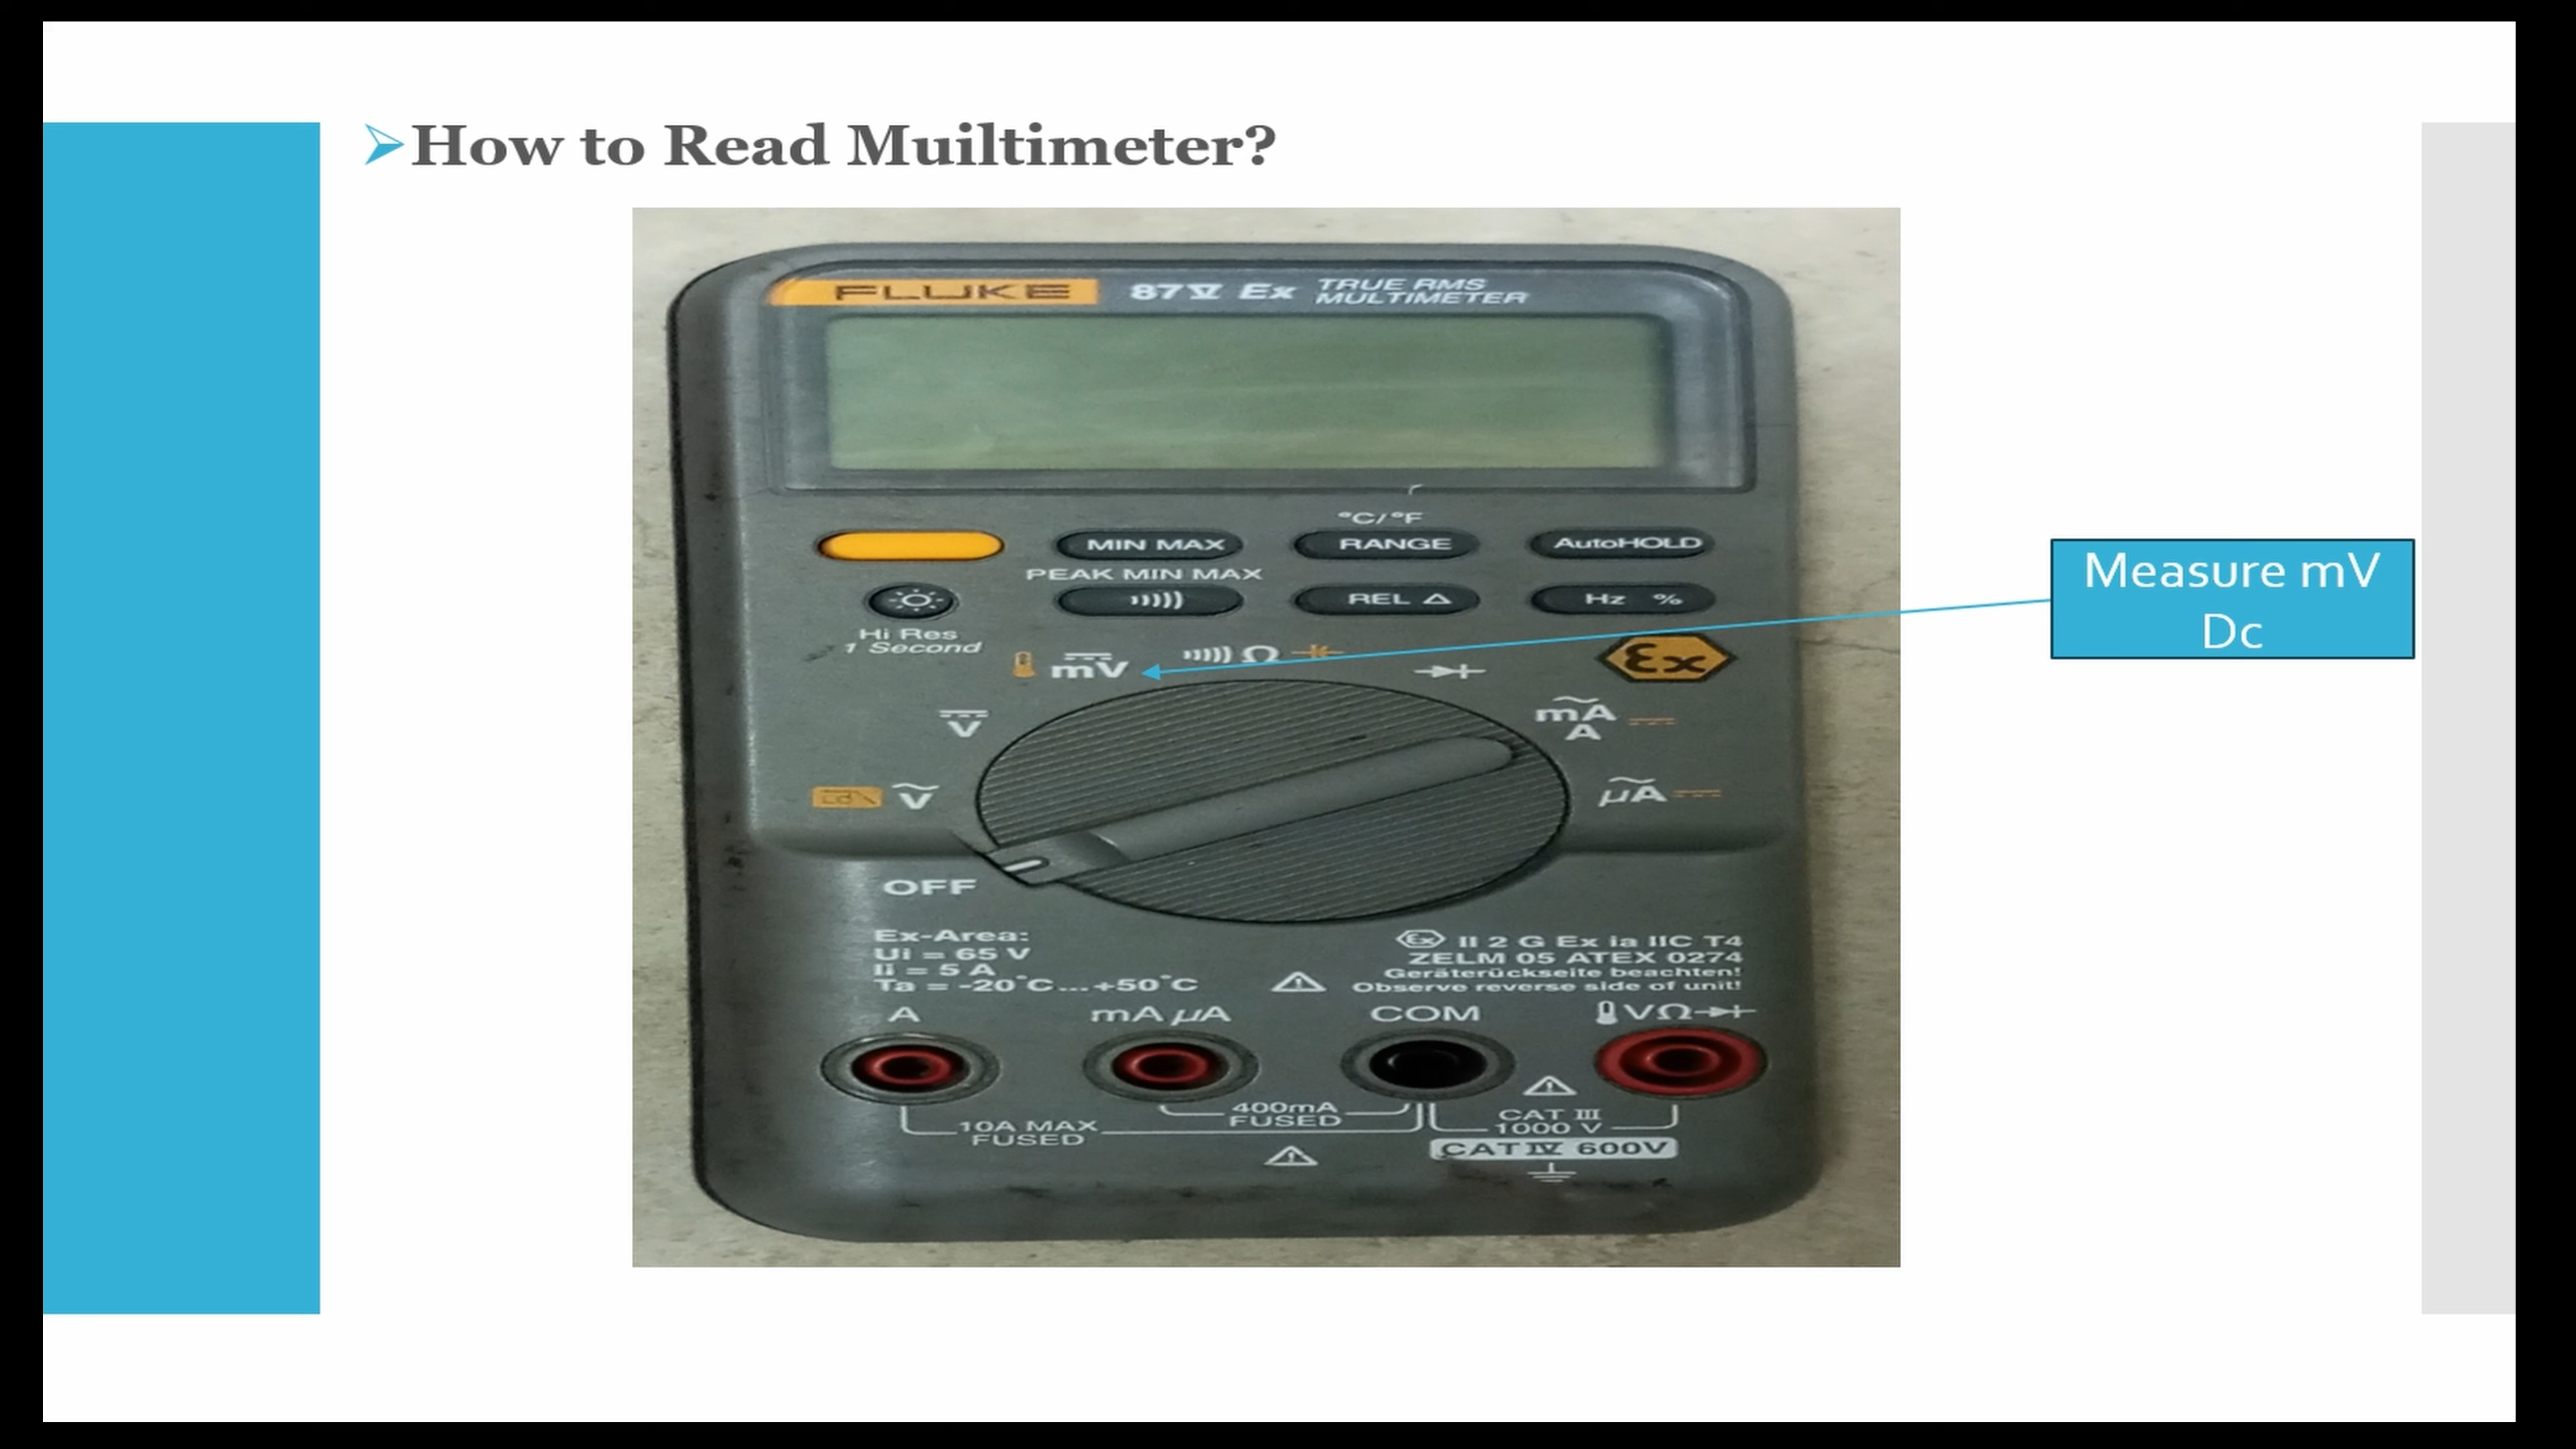 How to Read Muiltimeter?
FLUKE 87V Ex TRUE RMS
MULTIMETER
°C/°F
MIN MAX RANGE AutoHOLD
PEAK MIN MAX
REL Δ Hz %
Hi Res
1 Second
Measure mV
Dc
mV Ω
Ex
V
mA
A
V
µA
OFF
Ex-Area:
Ui = 65 V
Ii = 5 A
Ta = -20°C...+50°C
Ex II 2 G Ex ia IIC T4
ZELM 05 ATEX 0274
Geräterückseite beachten!
Observe reverse side of unit!
A mA µA COM VΩ
10A MAX
FUSED
400mA
FUSED
CAT III
1000 V
CAT IV 600V